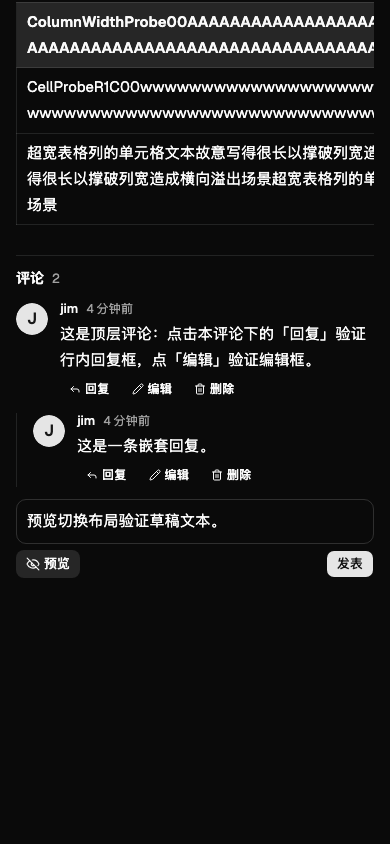 ColumnWidthProbe00AAAAAAAAAAAAAAAAAAA
AAAAAAAAAAAAAAAAAAAAAAAAAAAAAAAAAAA
CellProbeR1C00wwwwwwwwwwwwwwwwwww
wwwwwwwwwwwwwwwwwwwwwwwwwwwww
超宽表格列的单元格文本故意写得很长以撑破列宽造
得很长以撑破列宽造成横向溢出场景超宽表格列的单
场景
评论 2
J
jim 4 分钟前
这是顶层评论：点击本评论下的「回复」验证
行内回复框，点「编辑」验证编辑框。
回复 编辑 删除
J
jim 4 分钟前
这是一条嵌套回复。
回复 编辑 删除
预览切换布局验证草稿文本。
预览 发表